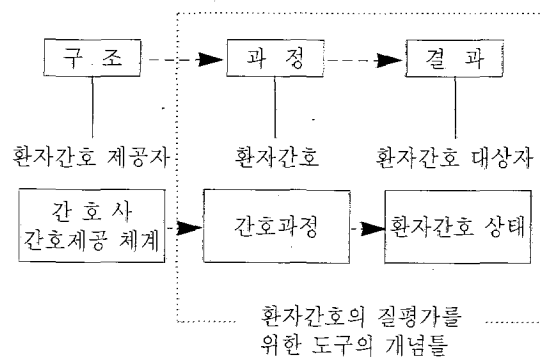 구 조 과 정 결 과
환자간호 제공자 환자간호 환자간호 대상자
간 호 사
간호제공 체계 간호과정 환자간호 상태
환자간호의 질평가를
위한 도구의 개념틀